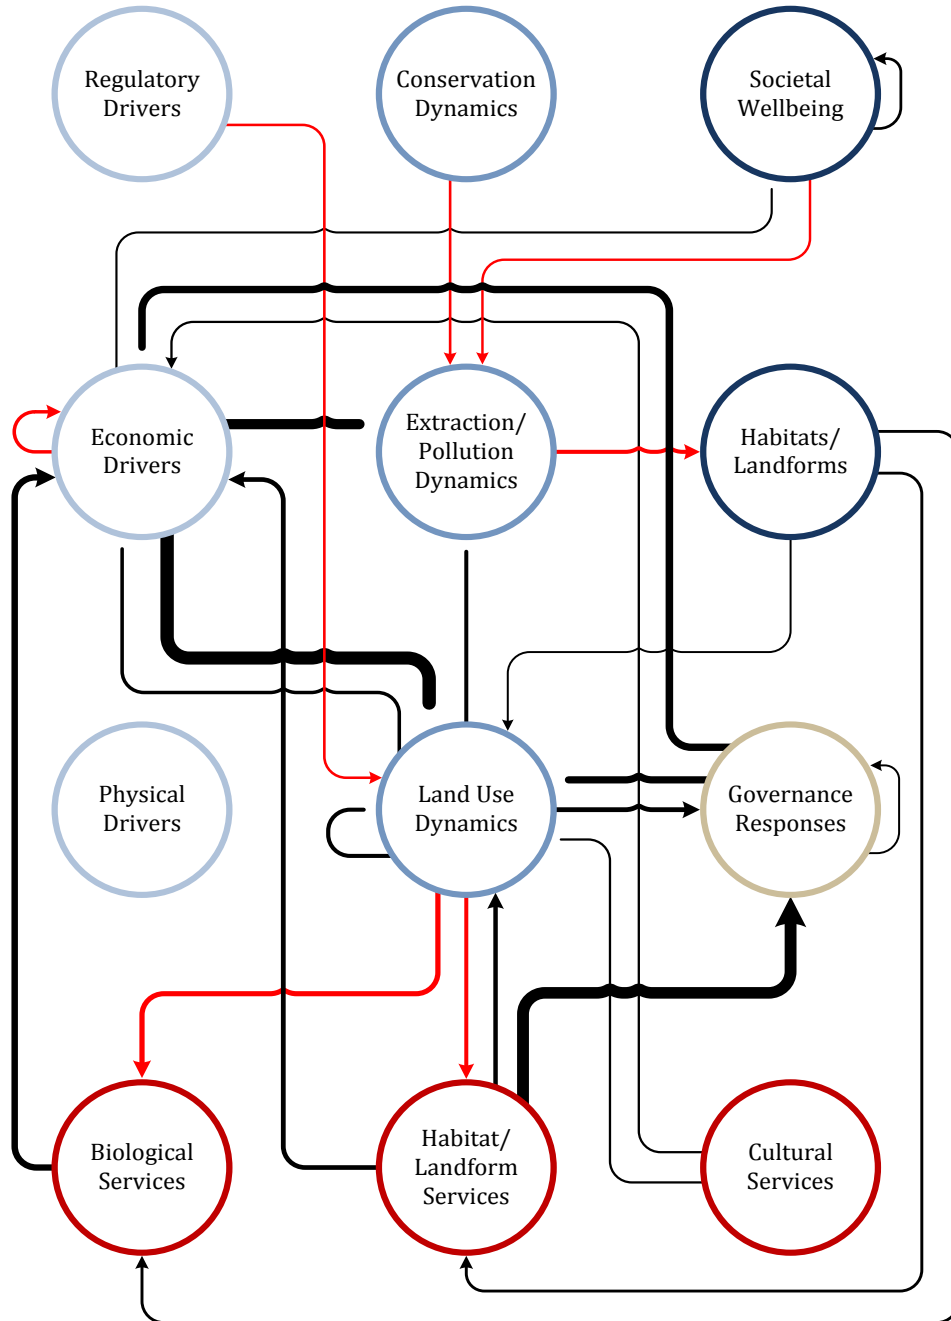 Regulatory
Drivers
Conservation
Dynamics
Societal
Wellbeing
Economic
Drivers
Extraction/
Pollution
Dynamics
Habitats/
Landforms
Physical
Drivers
Land Use
Dynamics
Governance
Responses
Biological
Services
Habitat/
Landform
Services
Cultural
Services